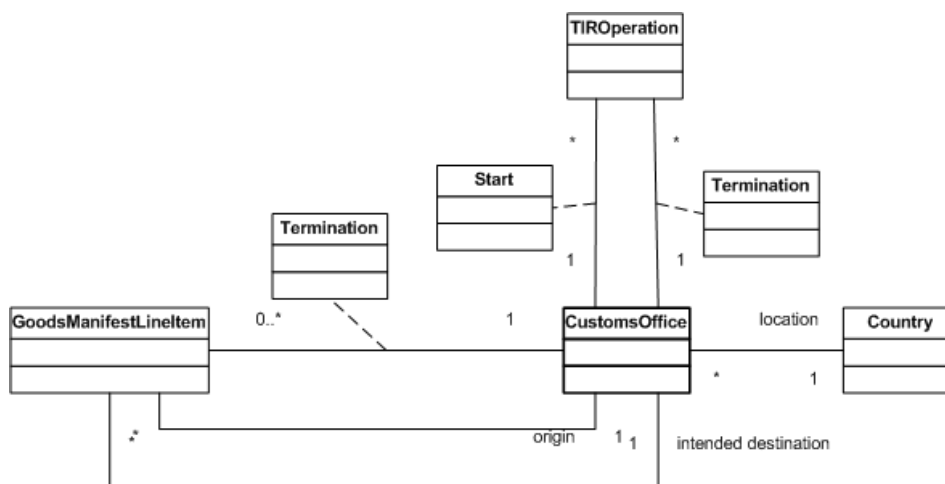 TIROperation
* *
Start
Termination
Termination
1 1
0..* 1
GoodsManifestLineItem
CustomsOffice
location
Country
* 1
* *
origin 1
1 intended destination